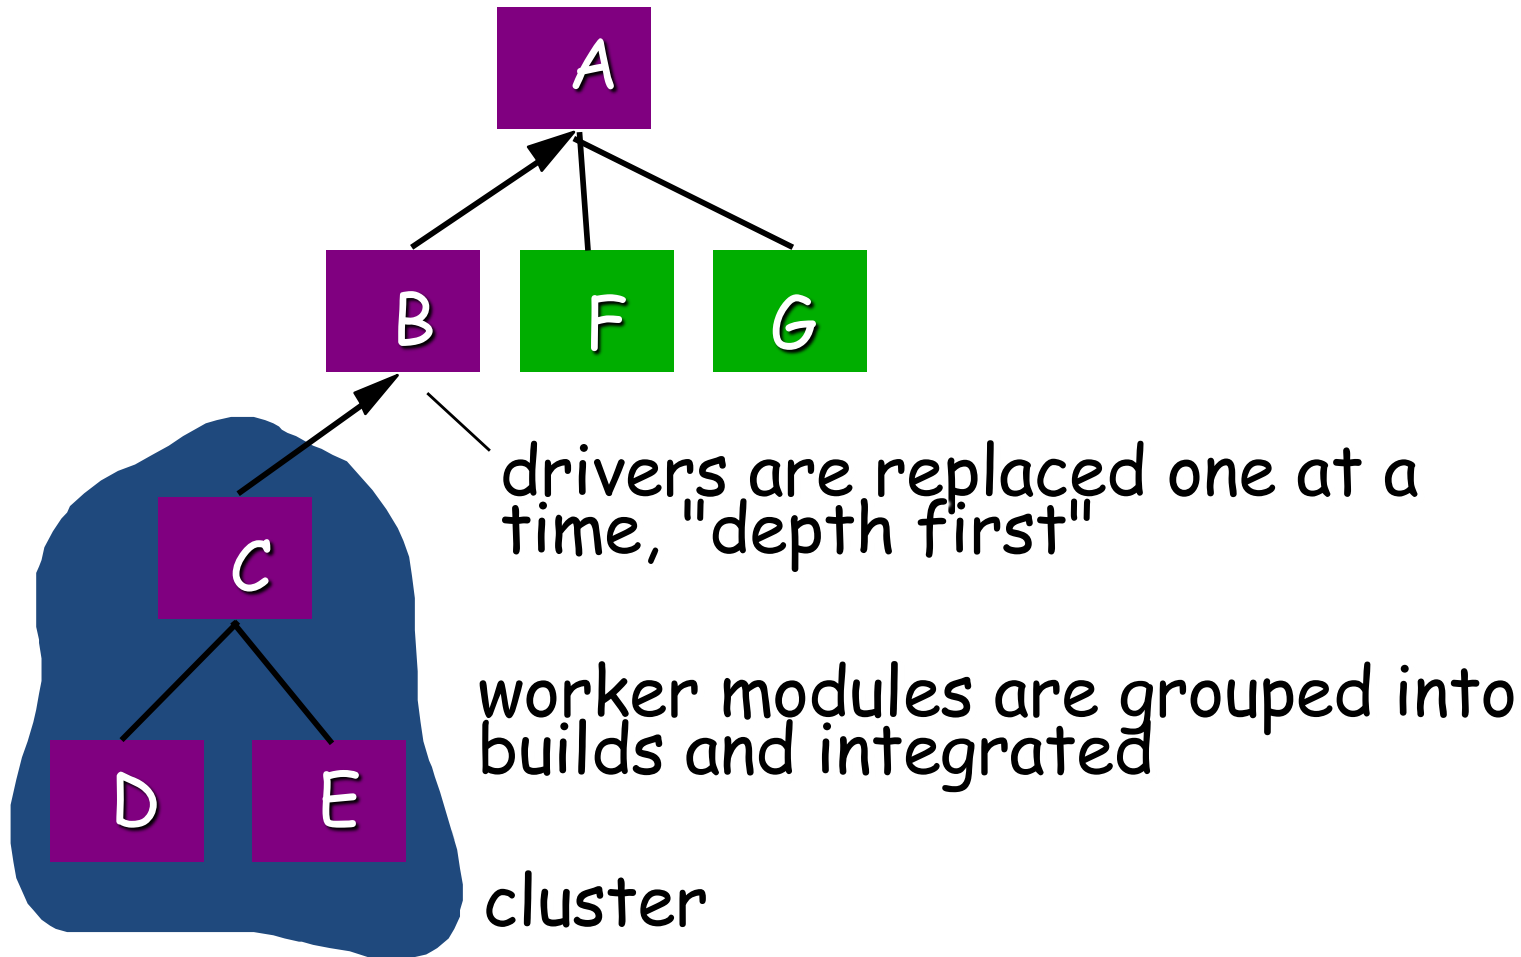 A
B
F
G
drivers are replaced one at a
time, "depth first"
C
worker modules are grouped into
builds and integrated
D
E
cluster